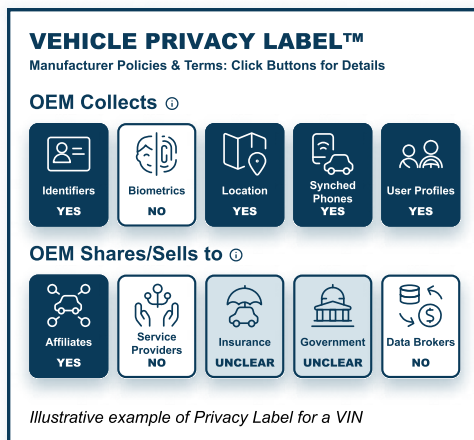 VEHICLE PRIVACY LABEL™
Manufacturer Policies & Terms: Click Buttons for Details
OEM Collects
Identifiers
YES
Biometrics
NO
Location
YES
Synched
Phones
YES
User Profiles
YES
OEM Shares/Sells to
Affiliates
YES
Service
Providers
NO
Insurance
UNCLEAR
Government
UNCLEAR
Data Brokers
NO
Illustrative example of Privacy Label for a VIN